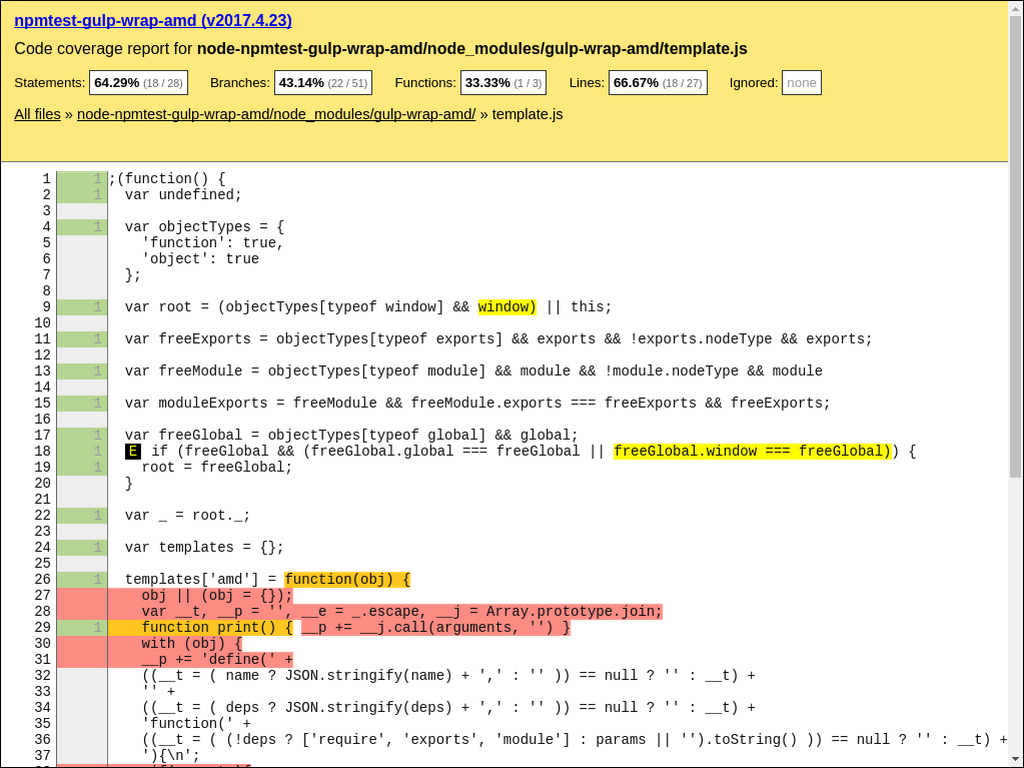 npmtest-gulp-wrap-amd (v2017.4.23)
Code coverage report for node-npmtest-gulp-wrap-amd/node_modules/gulp-wrap-amd/template.js
Statements: 64.29% (18 / 28) Branches: 43.14% (22 / 51) Functions: 33.33% (1 / 3) Lines: 66.67% (18 / 27) Ignored: none
All files » node-npmtest-gulp-wrap-amd/node_modules/gulp-wrap-amd/ » template.js
1 1 ;(function() {
2 1 var undefined;
3
4 1 var objectTypes = {
5 'function': true,
6 'object': true
7 };
8
9 1 var root = (objectTypes[typeof window] && window) || this;
10
11 1 var freeExports = objectTypes[typeof exports] && exports && !exports.nodeType && exports;
12
13 1 var freeModule = objectTypes[typeof module] && module && !module.nodeType && module
14
15 1 var moduleExports = freeModule && freeModule.exports === freeExports && freeExports;
16
17 1 var freeGlobal = objectTypes[typeof global] && global;
18 1 E if (freeGlobal && (freeGlobal.global === freeGlobal || freeGlobal.window === freeGlobal)) {
19 1 root = freeGlobal;
20 }
21
22 1 var _ = root._;
23
24 1 var templates = {};
25
26 1 templates['amd'] = function(obj) {
27 obj || (obj = {});
28 var __t, __p = '', __e = _.escape, __j = Array.prototype.join;
29 1 function print() { __p += __j.call(arguments, '') }
30 with (obj) {
31 __p += 'define(' +
32 ((__t = ( name ? JSON.stringify(name) + ',' : '' )) == null ? '' : __t) +
33 '' +
34 ((__t = ( deps ? JSON.stringify(deps) + ',' : '' )) == null ? '' : __t) +
35 'function(' +
36 ((__t = ( (!deps ? ['require', 'exports', 'module'] : params || '').toString() )) == null ? '' : __t) +
37 '){\n';